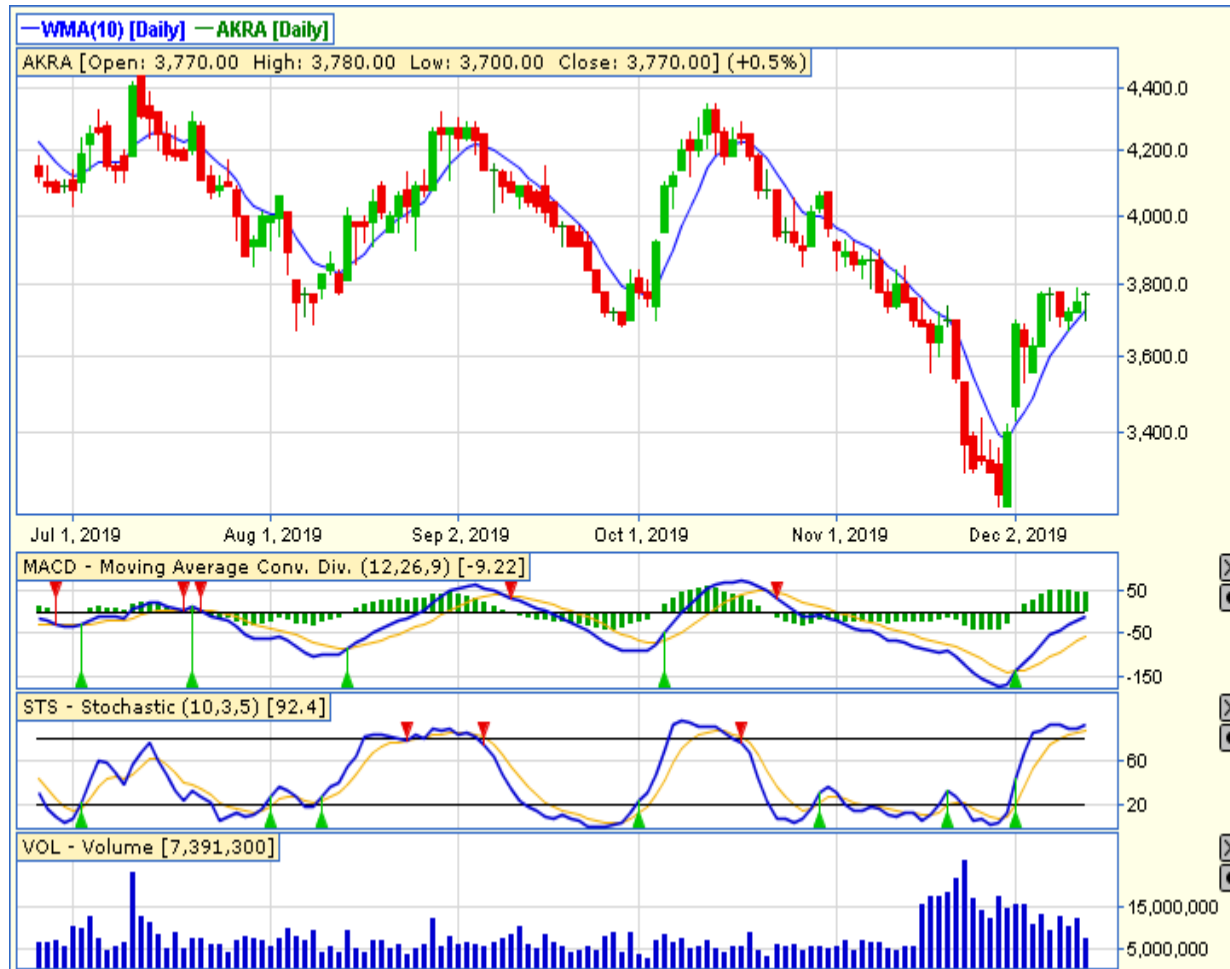 WMA(10) [Daily] AKRA [Daily]
AKRA [Open: 3,770.00 High: 3,780.00 Low: 3,700.00 Close: 3,770.00] (+0.5%)
4,400.0
4,200.0
4,000.0
3,800.0
3,600.0
3,400.0
Jul 1, 2019 Aug 1, 2019 Sep 2, 2019 Oct 1, 2019 Nov 1, 2019 Dec 2, 2019
MACD - Moving Average Conv. Div. (12,26,9) [-9.22]
50
-50
-150
STS - Stochastic (10,3,5) [92.4]
60
20
VOL - Volume [7,391,300]
15,000,000
5,000,000